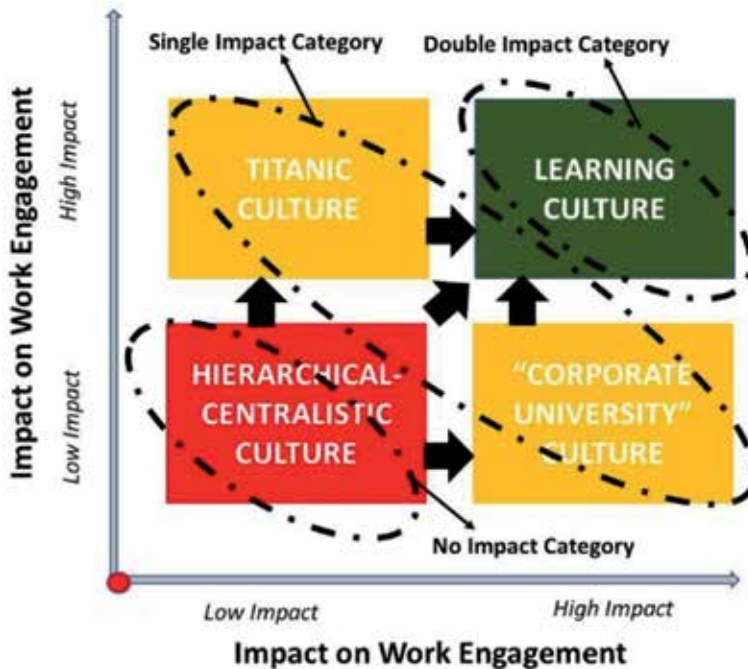 Single Impact Category
Double Impact Category
Impact on Work Engagement
High Impact
Low Impact
TITANIC
CULTURE
LEARNING
CULTURE
HIERARCHICAL-
CENTRALISTIC
CULTURE
“CORPORATE
UNIVERSITY”
CULTURE
No Impact Category
Low Impact
High Impact
Impact on Work Engagement